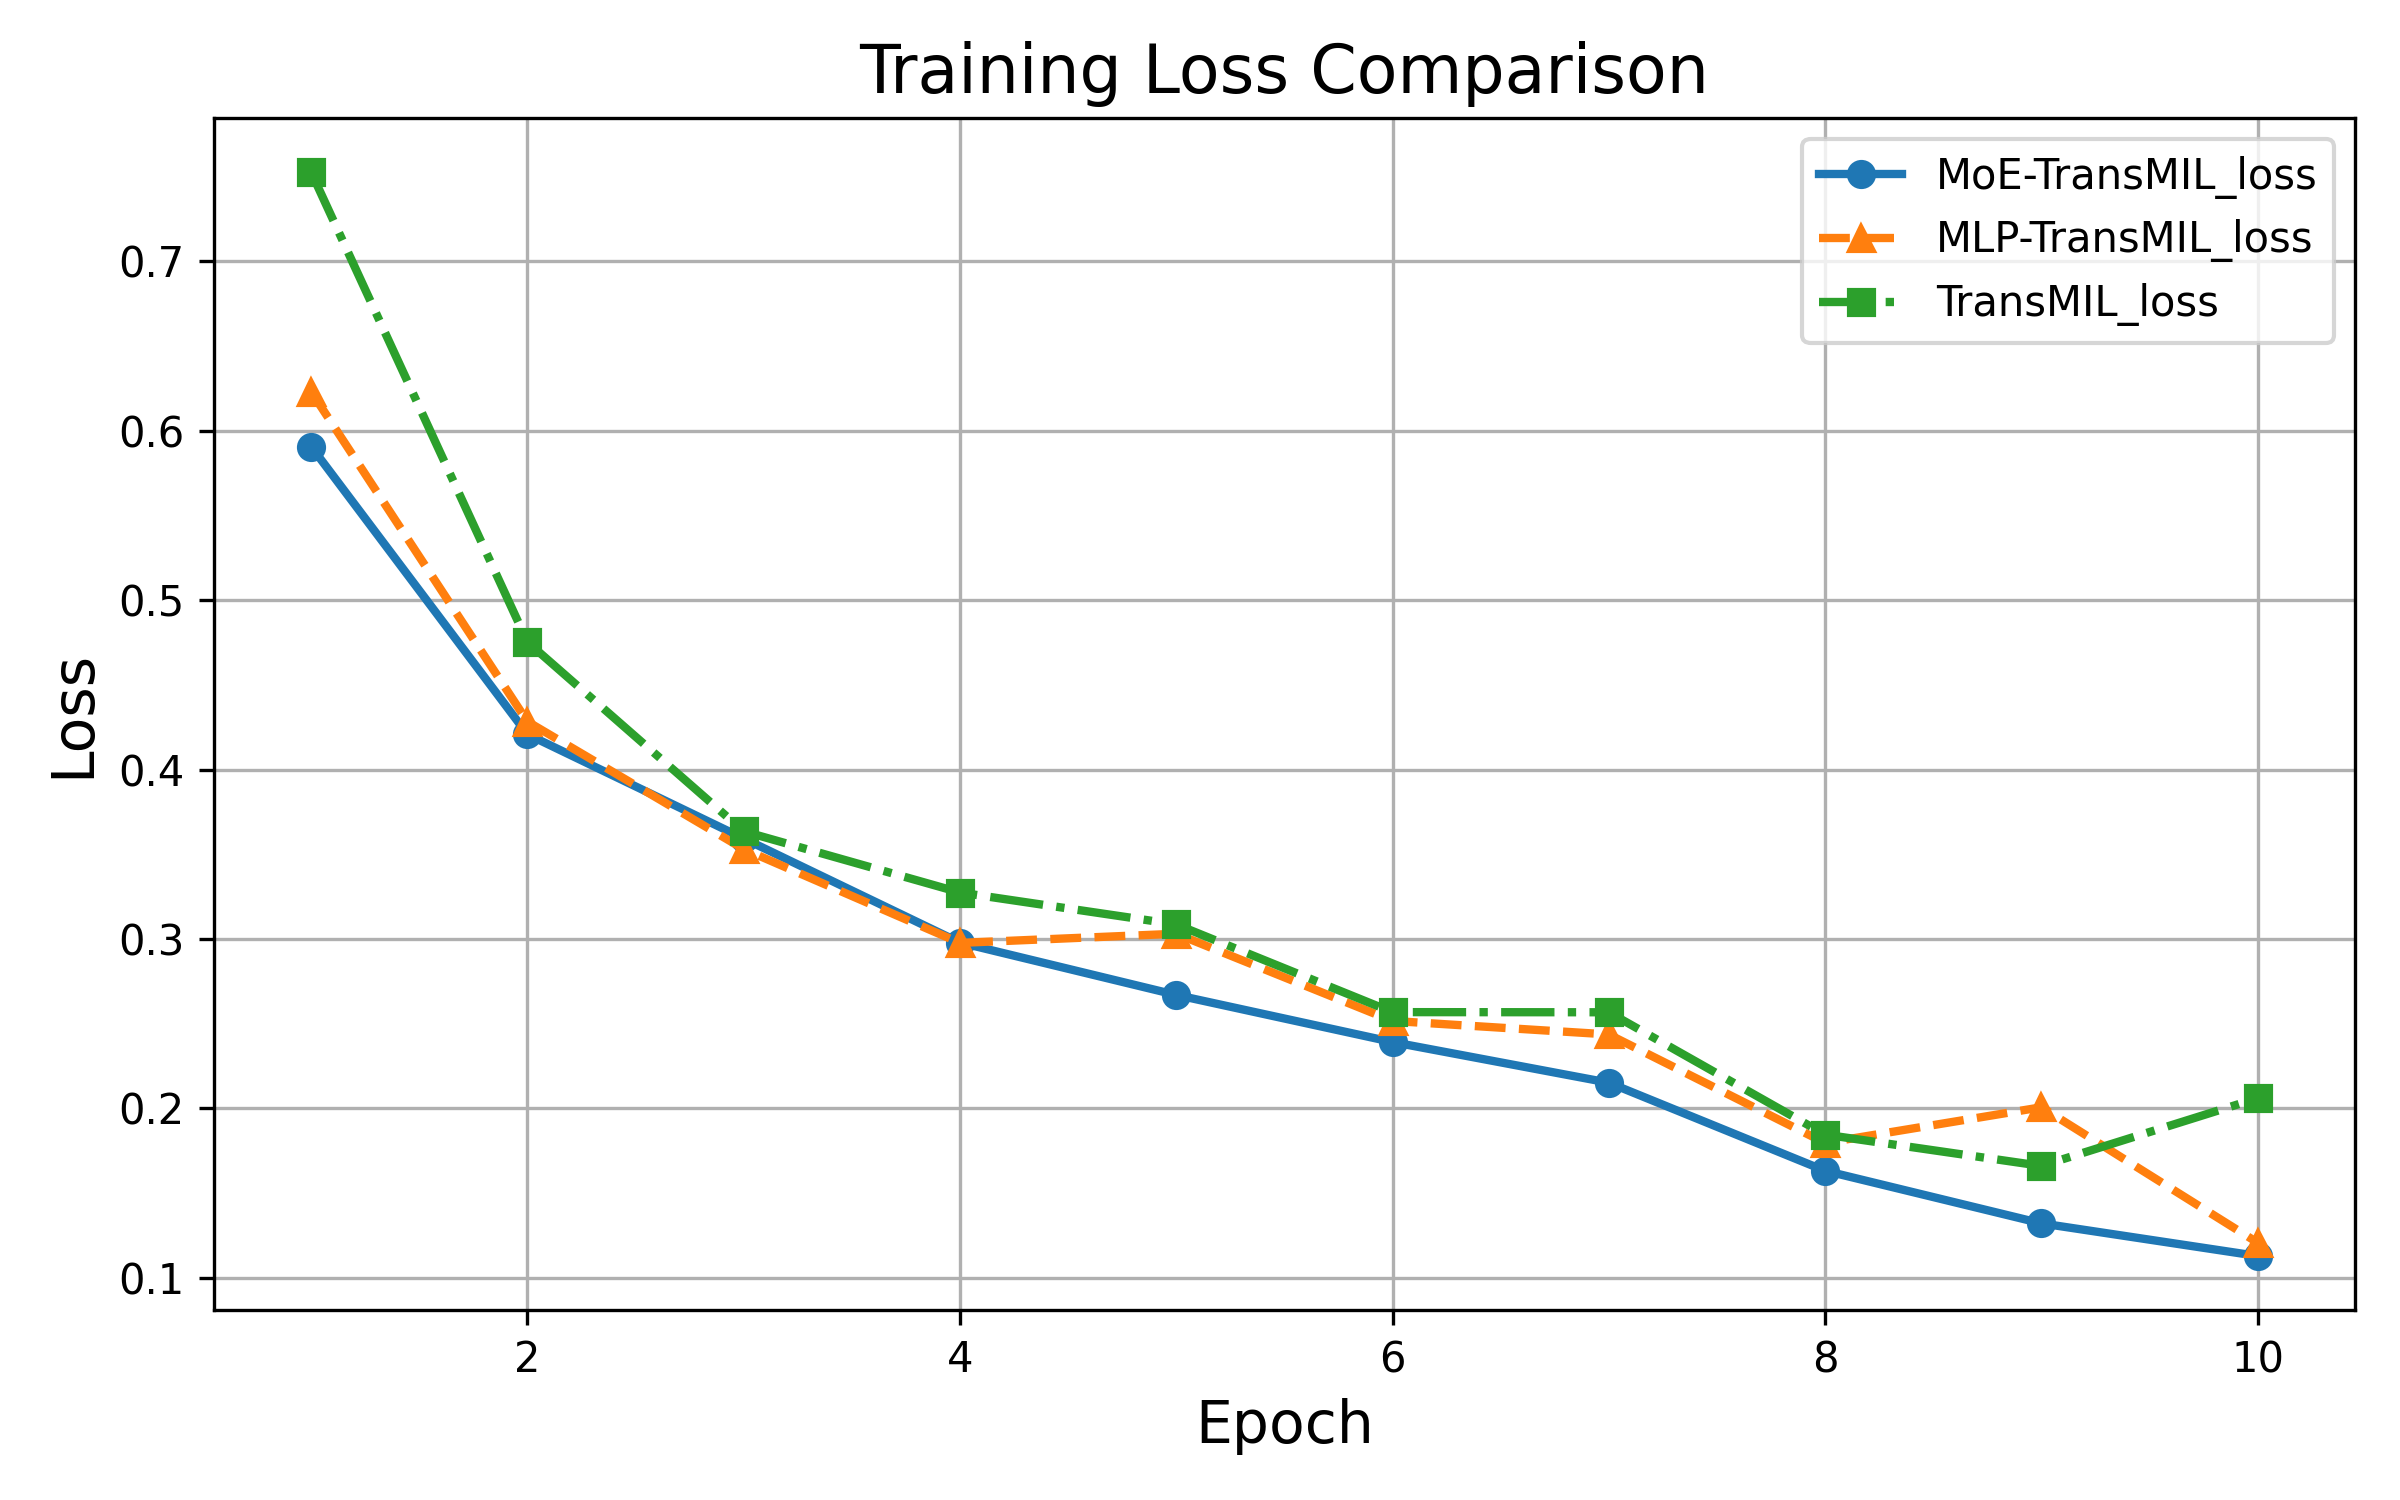 Training Loss Comparison
MoE-TransMIL_loss
MLP-TransMIL_loss
TransMIL_loss
0.7
0.6
0.5
0.4
0.3
0.2
0.1
Loss
2 4 6 8 10
Epoch